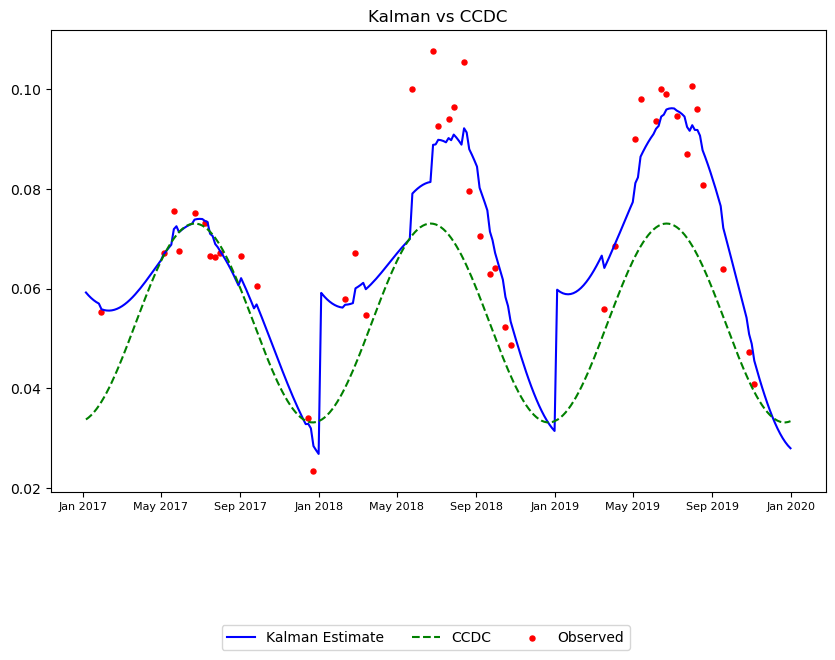 Kalman vs CCDC
0.10
0.08
0.06
0.04
0.02
Jan 2017 May 2017 Sep 2017 Jan 2018 May 2018 Sep 2018 Jan 2019 May 2019 Sep 2019 Jan 2020
Kalman Estimate CCDC Observed